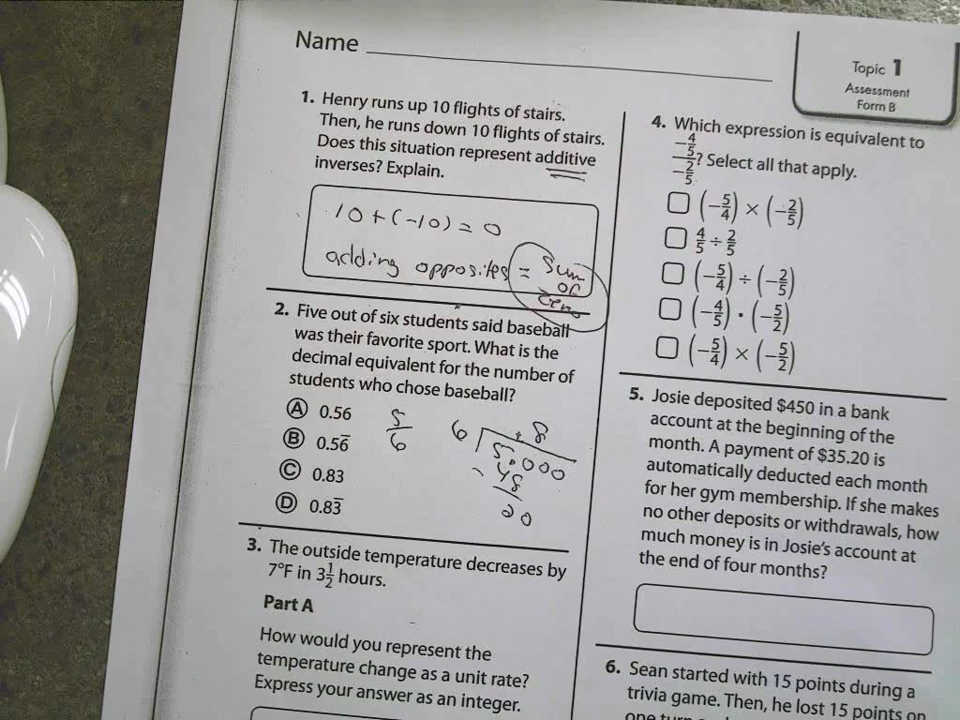 Name
Topic 1
Assessment
Form B
1. Henry runs up 10 flights of stairs.
Then, he runs down 10 flights of stairs.
Does this situation represent additive
inverses? Explain.
10 + (-10) = 0
adding opposites = Sum
of
zero
2. Five out of six students said baseball
was their favorite sport. What is the
decimal equivalent for the number of
students who chose baseball?
Ⓐ 0.56
Ⓑ 0.56̅
Ⓒ 0.83
Ⓓ 0.83̅
5/6
.8
6 5.000
- 48
20
3. The outside temperature decreases by
7°F in 3 1/2 hours.
Part A
How would you represent the
temperature change as a unit rate?
Express your answer as an integer.
4. Which expression is equivalent to
(-4/5)/(-2/5)? Select all that apply.
☐ (-5/4) × (-2/5)
☐ 4/5 ÷ 2/5
☐ (-5/4) ÷ (-2/5)
☐ (-4/5) · (-5/2)
☐ (-5/4) × (-5/2)
5. Josie deposited $450 in a bank
account at the beginning of the
month. A payment of $35.20 is
automatically deducted each month
for her gym membership. If she makes
no other deposits or withdrawals, how
much money is in Josie's account at
the end of four months?
6. Sean started with 15 points during a
trivia game. Then, he lost 15 points on
one turn